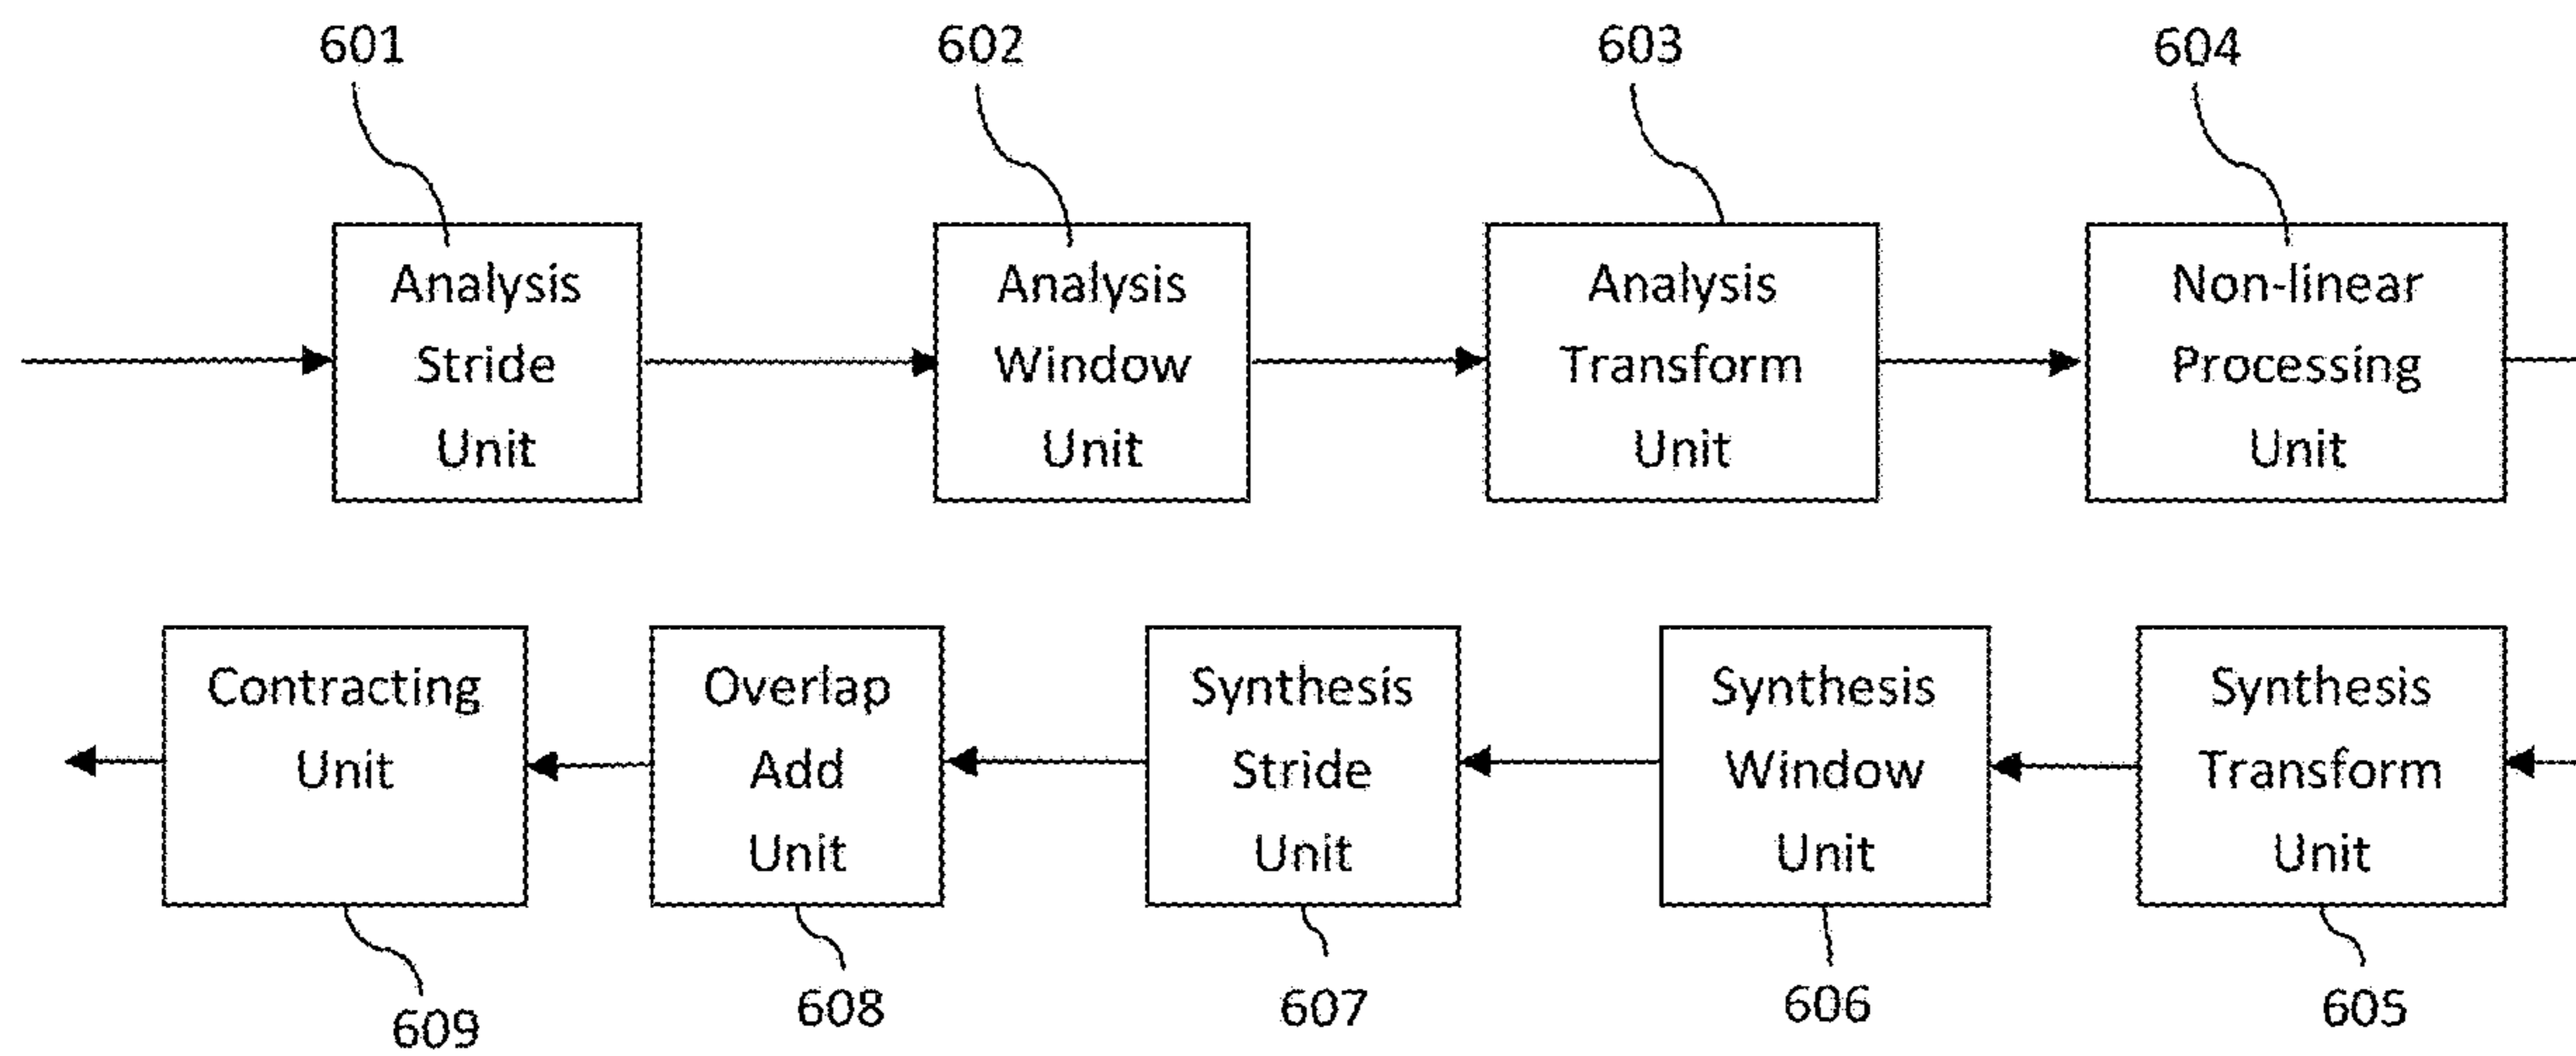 601
602
603
604
Analysis
Stride
Unit
Analysis
Window
Unit
Analysis
Transform
Unit
Non-linear
Processing
Unit
Contracting
Unit
Overlap
Add
Unit
Synthesis
Stride
Unit
Synthesis
Window
Unit
Synthesis
Transform
Unit
609
608
607
606
605